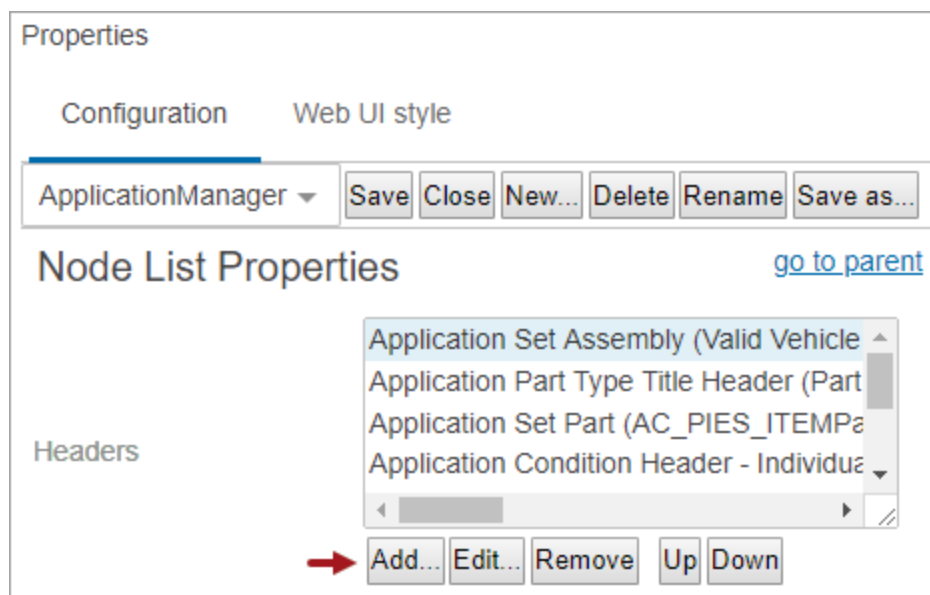 Properties
Configuration Web UI style
ApplicationManager Save Close New... Delete Rename Save as...
Node List Properties go to parent
Application Set Assembly (Valid Vehicle
Application Part Type Title Header (Part
Application Set Part (AC_PIES_ITEMPa
Headers
Application Condition Header - Individua
Add... Edit... Remove Up Down